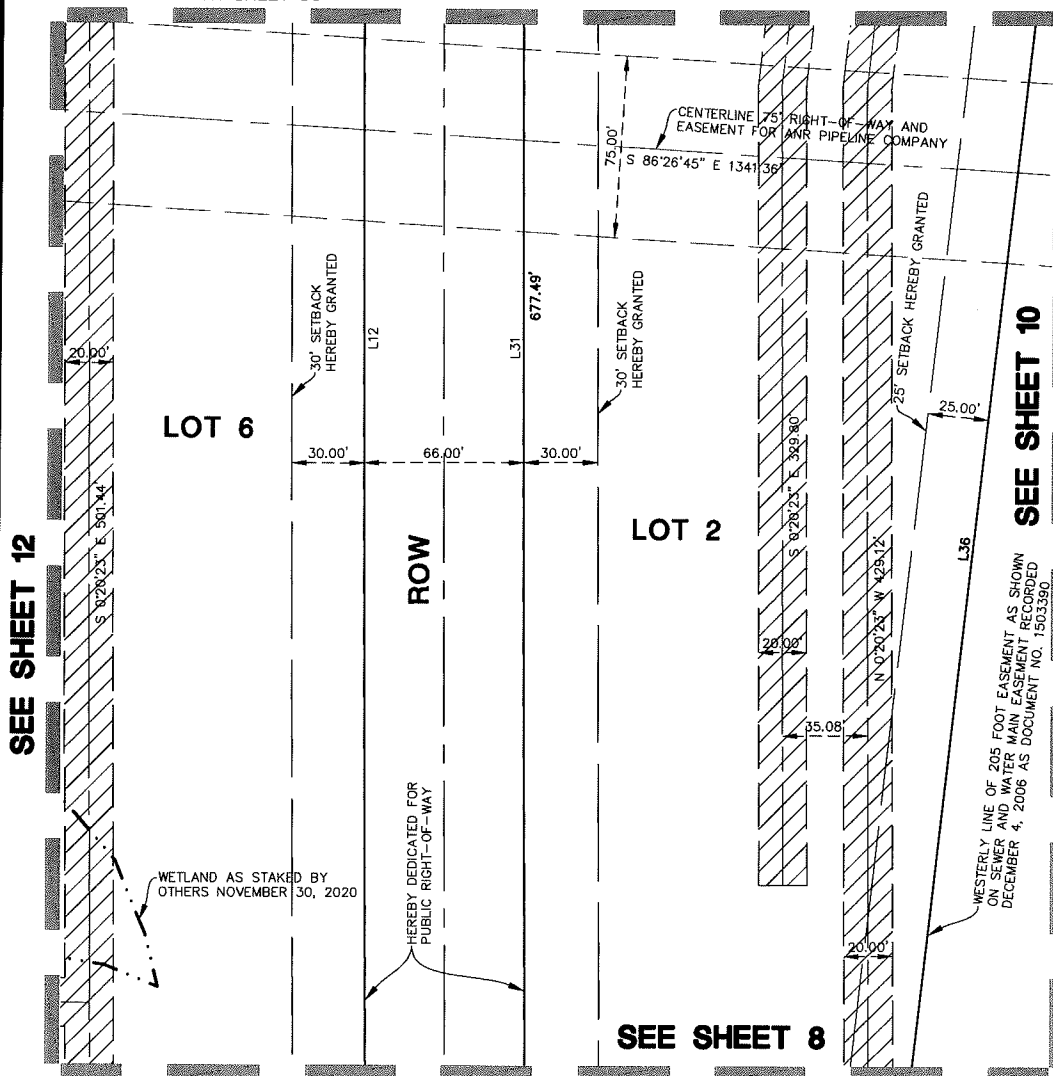 CENTERLINE 75' RIGHT-OF-WAY AND
EASEMENT FOR ANR PIPELINE COMPANY
S 86°26'45" E 1341.36'
75.00'
30' SETBACK
HEREBY GRANTED
L12
L31
677.49'
30' SETBACK
HEREBY GRANTED
25' SETBACK HEREBY GRANTED
20.00'
LOT 6
30.00'
66.00'
30.00'
25.00'
SEE SHEET 10
S 0°20'23" E 501.44'
SEE SHEET 12
ROW
LOT 2
S 0°20'23" E 329.80'
N 0°20'23" W 429.12'
L36
20.00'
35.08'
WESTERLY LINE OF 205 FOOT EASEMENT AS SHOWN
ON SEWER AND WATER MAIN EASEMENT RECORDED
DECEMBER 4, 2006 AS DOCUMENT NO. 1503390
WETLAND AS STAKED BY
OTHERS NOVEMBER 30, 2020
HEREBY DEDICATED FOR
PUBLIC RIGHT-OF-WAY
20.00'
SEE SHEET 8